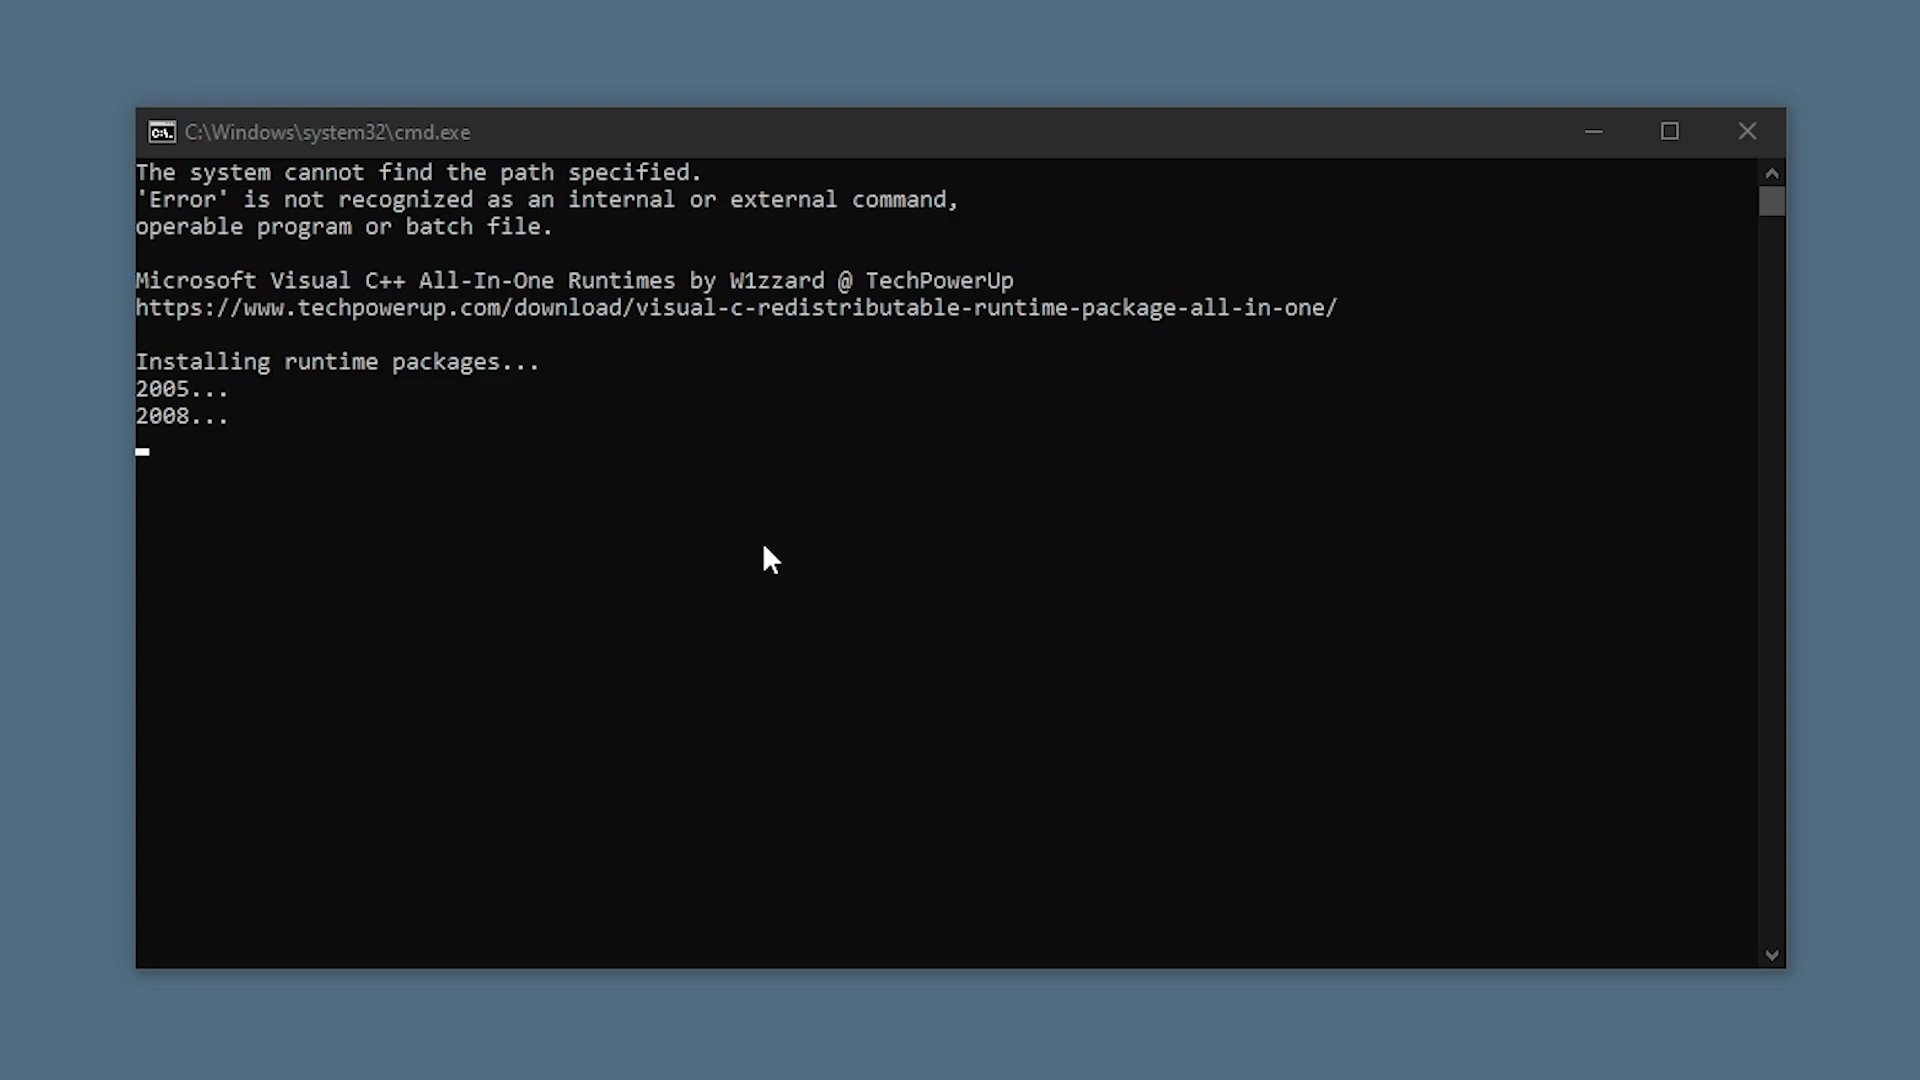 C:\Windows\system32\cmd.exe
The system cannot find the path specified.
'Error' is not recognized as an internal or external command,
operable program or batch file.
Microsoft Visual C++ All-In-One Runtimes by W1zzard @ TechPowerUp
https://www.techpowerup.com/download/visual-c-redistributable-runtime-package-all-in-one/
Installing runtime packages...
2005...
2008...